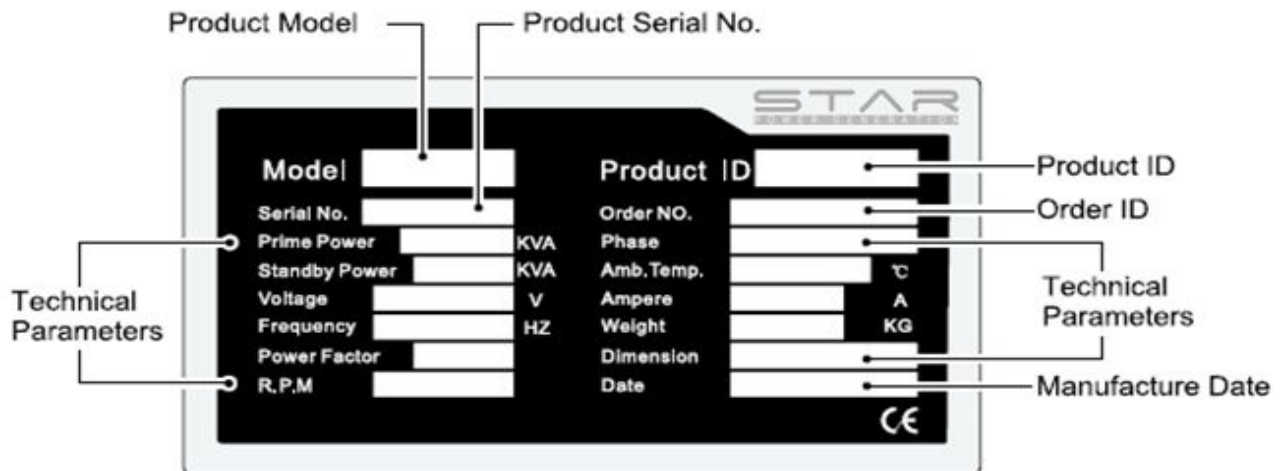 Product Model
Product Serial No.
STAR
POWER GENERATION
Model
Product ID
Product ID
Serial No.
Order NO.
Order ID
Prime Power KVA
Phase
Standby Power KVA
Amb.Temp. °C
Technical
Parameters
Voltage V
Ampere A
Technical
Parameters
Frequency HZ
Weight KG
Power Factor
Dimension
R.P.M
Date
Manufacture Date
CE